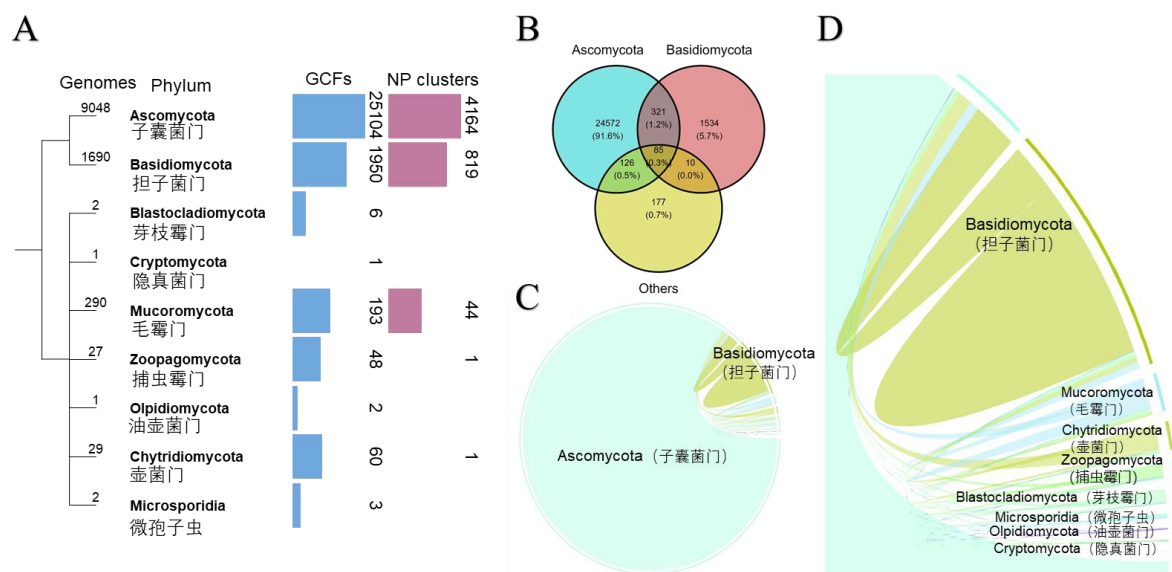 A
Genomes
Phylum
GCFs
NP clusters
9048
Ascomycota
子囊菌门
25104
4164
1690
Basidiomycota
担子菌门
1950
819
2
Blastocladiomycota
芽枝霉门
6
1
Cryptomycota
隐真菌门
1
290
Mucoromycota
毛霉门
193
44
27
Zoopagomycota
捕虫霉门
48
1
1
Olpidiomycota
油壶菌门
2
29
Chytridiomycota
壶菌门
60
1
2
Microsporidia
微孢子虫
3
B
Ascomycota
Basidiomycota
24572
(91.6%)
321
(1.2%)
1534
(5.7%)
126
(0.5%)
85
(0.3%)
10
(0.0%)
177
(0.7%)
Others
C
Basidiomycota
（担子菌门）
Ascomycota（子囊菌门）
D
Basidiomycota
（担子菌门）
Mucoromycota
（毛霉门）
Chytridiomycota
（壶菌门）
Zoopagomycota
（捕虫霉门）
Blastocladiomycota（芽枝霉门）
Microsporidia（微孢子虫）
Olpidiomycota（油壶菌门）
Cryptomycota（隐真菌门）